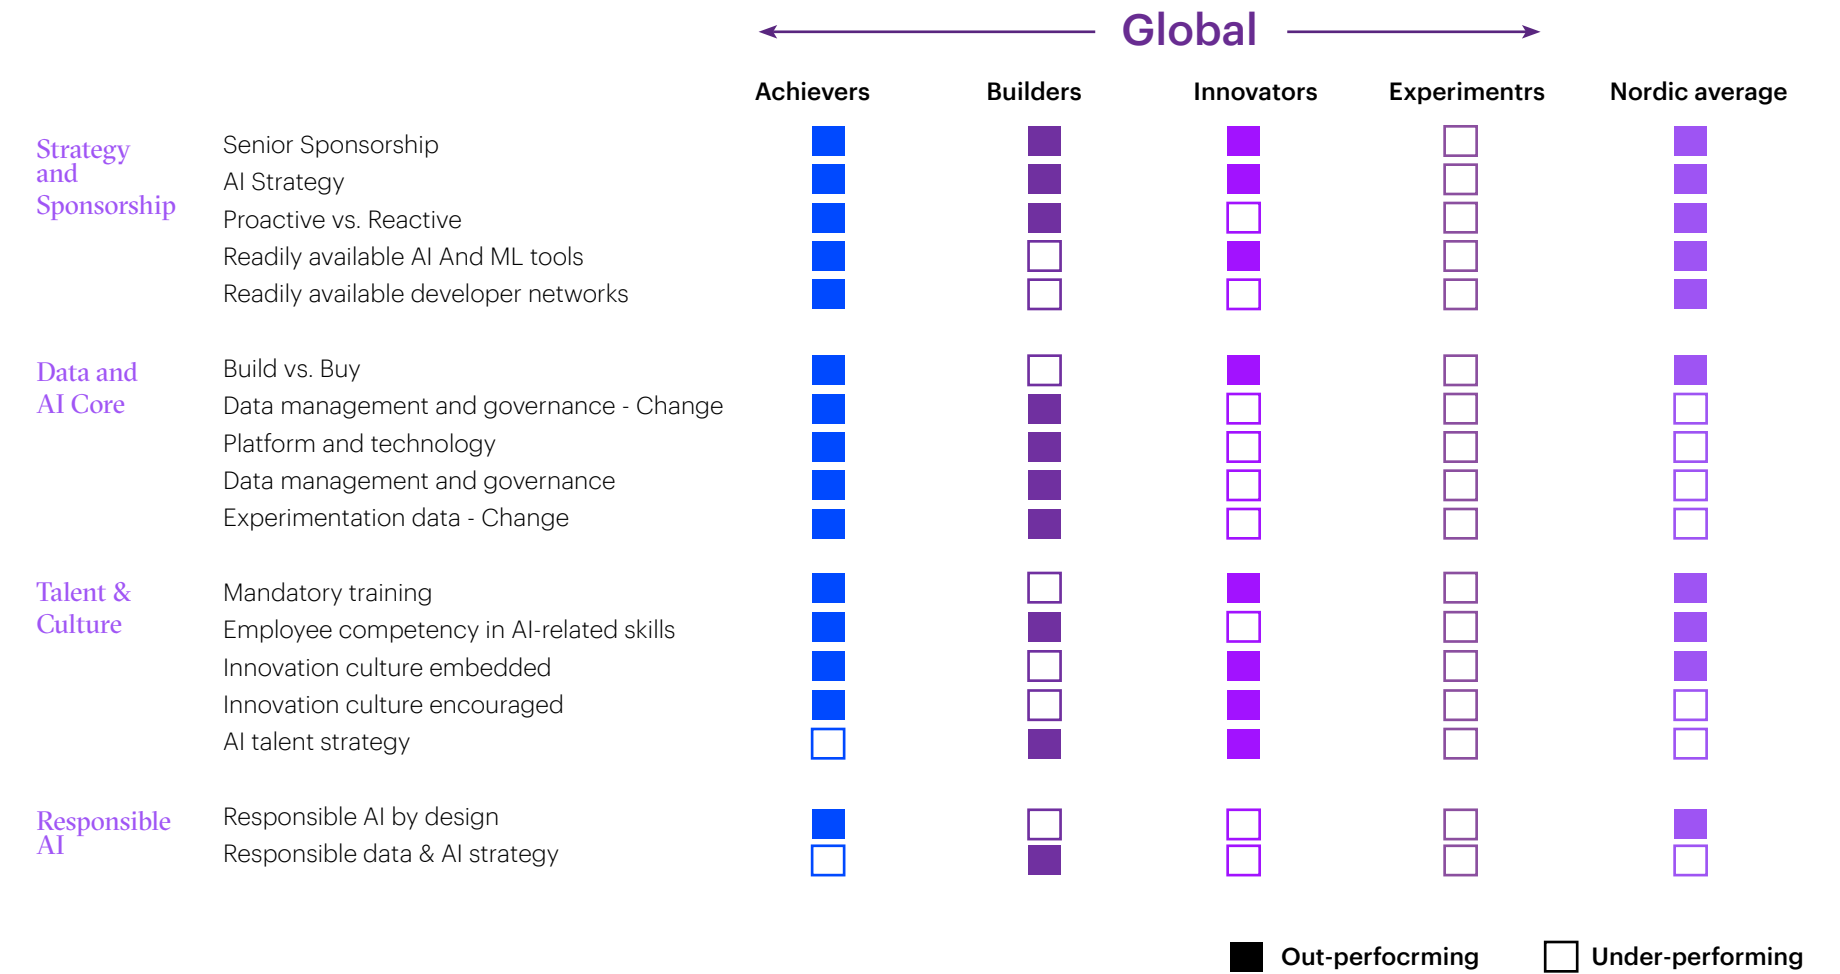 Global
Achievers Builders Innovators Experimentrs Nordic average
Strategy
and
Sponsorship
Senior Sponsorship
AI Strategy
Proactive vs. Reactive
Readily available AI And ML tools
Readily available developer networks
Data and
AI Core
Build vs. Buy
Data management and governance - Change
Platform and technology
Data management and governance
Experimentation data - Change
Talent &
Culture
Mandatory training
Employee competency in AI-related skills
Innovation culture embedded
Innovation culture encouraged
AI talent strategy
Responsible
AI
Responsible AI by design
Responsible data & AI strategy
Out-perfocrming Under-performing